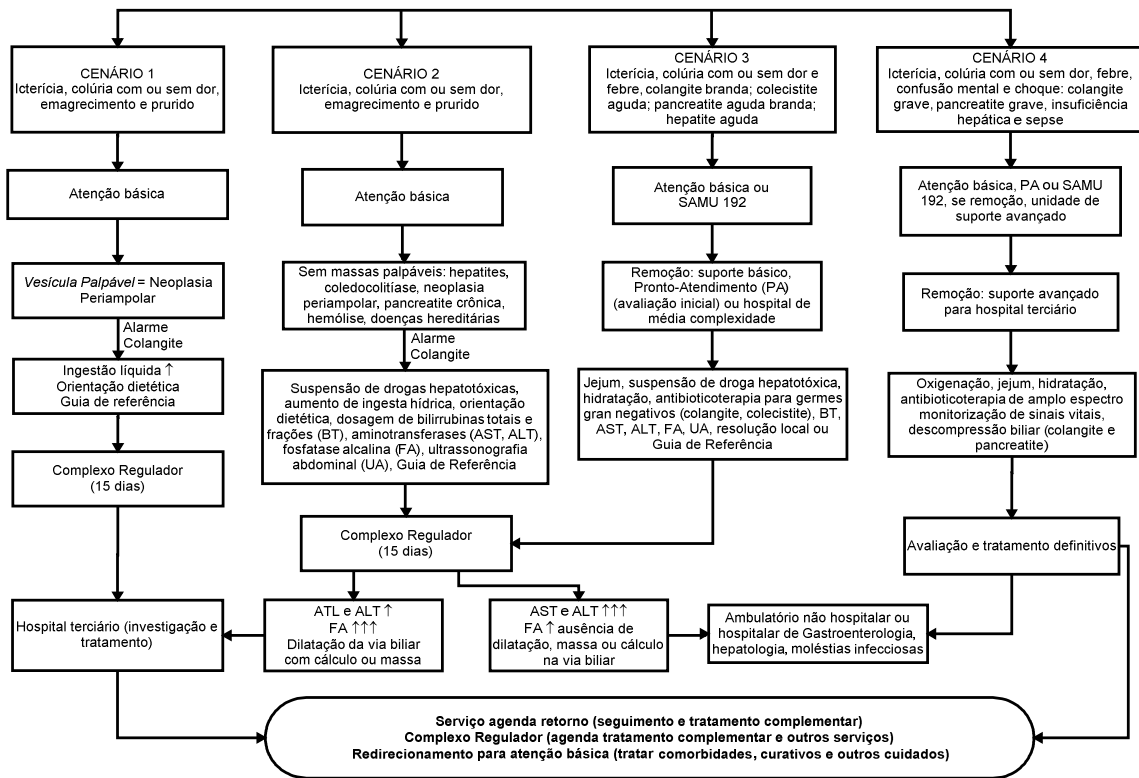 CENÁRIO 1
Icterícia, colúria com ou sem dor,
emagrecimento e prurido
CENÁRIO 2
Icterícia, colúria com ou sem dor,
emagrecimento e prurido
CENÁRIO 3
Icterícia, colúria com ou sem dor e
febre, colangite branda; colecistite
aguda; pancreatite aguda branda;
hepatite aguda
CENÁRIO 4
Icterícia, colúria com ou sem dor, febre,
confusão mental e choque: colangite
grave, pancreatite grave, insuficiência
hepática e sepse
Atenção básica
Atenção básica
Atenção básica ou
SAMU 192
Atenção básica, PA ou SAMU
192, se remoção, unidade de
suporte avançado
Vesícula Palpável = Neoplasia
Periampolar
Sem massas palpáveis: hepatites,
coledocolitíase, neoplasia
periampolar, pancreatite crônica,
hemólise, doenças hereditárias
Remoção: suporte básico,
Pronto-Atendimento (PA)
(avaliação inicial) ou hospital de
média complexidade
Remoção: suporte avançado
para hospital terciário
Alarme
Colangite
Alarme
Colangite
Ingestão líquida ↑
Orientação dietética
Guia de referência
Suspensão de drogas hepatotóxicas,
aumento de ingesta hídrica, orientação
dietética, dosagem de bilirrubinas totais e
frações (BT), aminotransferases (AST, ALT),
fosfatase alcalina (FA), ultrassonografia
abdominal (UA), Guia de Referência
Jejum, suspensão de droga hepatotóxica,
hidratação, antibioticoterapia para germes
gran negativos (colangite, colecistite), BT,
AST, ALT, FA, UA, resolução local ou
Guia de Referência
Oxigenação, jejum, hidratação,
antibioticoterapia de amplo espectro
monitorização de sinais vitais,
descompressão biliar (colangite e
pancreatite)
Complexo Regulador
(15 dias)
Complexo Regulador
(15 dias)
Avaliação e tratamento definitivos
Hospital terciário (investigação e
tratamento)
ATL e ALT ↑
FA ↑↑↑
Dilatação da via biliar
com cálculo ou massa
AST e ALT ↑↑↑
FA ↑ ausência de
dilatação, massa ou cálculo
na via biliar
Ambulatório não hospitalar ou
hospitalar de Gastroenterologia,
hepatologia, moléstias infecciosas
Serviço agenda retorno (seguimento e tratamento complementar)
Complexo Regulador (agenda tratamento complementar e outros serviços)
Redirecionamento para atenção básica (tratar comorbidades, curativos e outros cuidados)